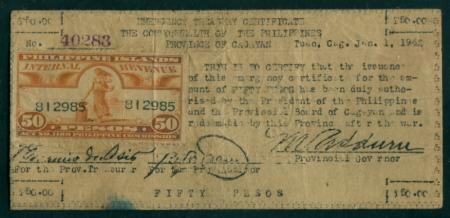 ₱50.00 EMERGENCY TREASURY CERTIFICATE ₱50.00
THE COMMONWEALTH OF THE PHILIPPINES
No. 40283 PROVINCE OF CAGAYAN Tuao, Cag. Jan. 1, 1942
PHILIPPINE ISLANDS
INTERNAL REVENUE
812985 812985
50 50
PESOS
THIS IS TO CERTIFY that the issuance
of this emergency certificate for the am-
ount of FIFTY PESOS has been duly autho-
rised by the President of the Philippines
and the Provincial Board of Cagayan and is
redeemable by this Province after the war.
Provincial Governor
For the Prov. Treasurer For the
₱50.00 FIFTY PESOS ₱50.00